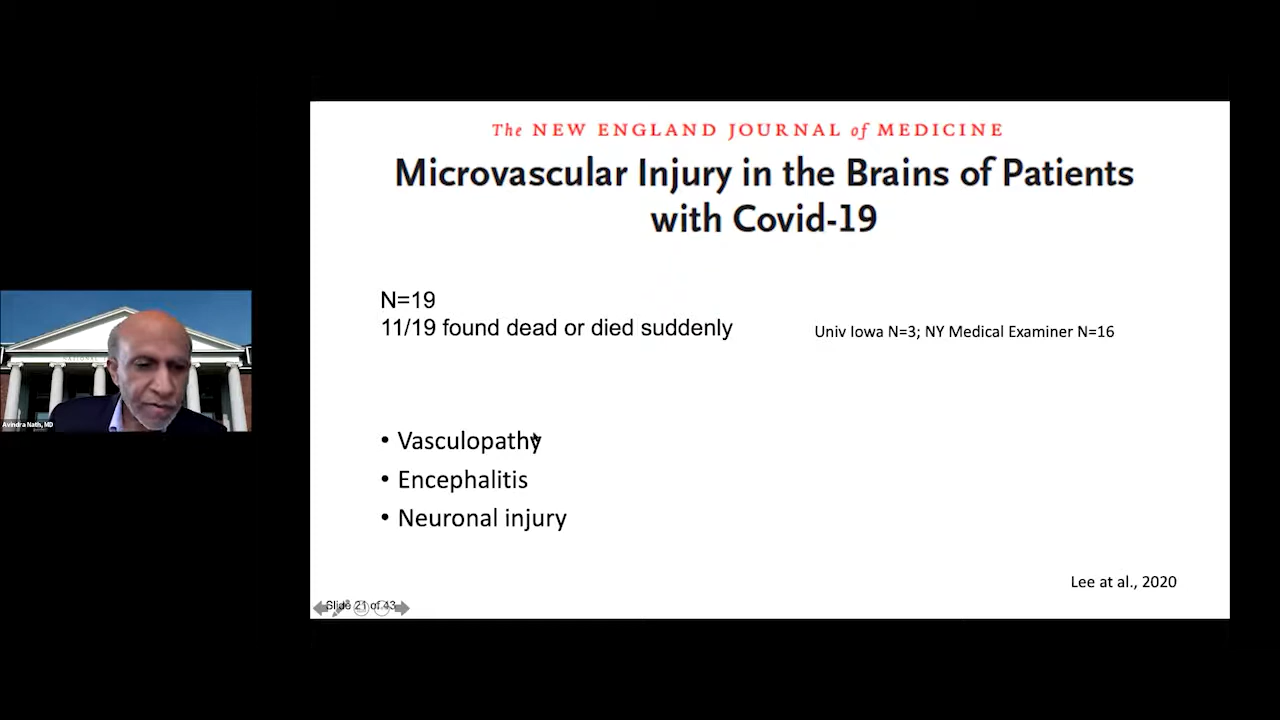 The NEW ENGLAND JOURNAL of MEDICINE
Microvascular Injury in the Brains of Patients
with Covid-19
N=19
11/19 found dead or died suddenly
Univ Iowa N=3; NY Medical Examiner N=16
• Vasculopathy
• Encephalitis
• Neuronal injury
Lee at al., 2020
Slide 21 of 43
Avindra Nath, MD